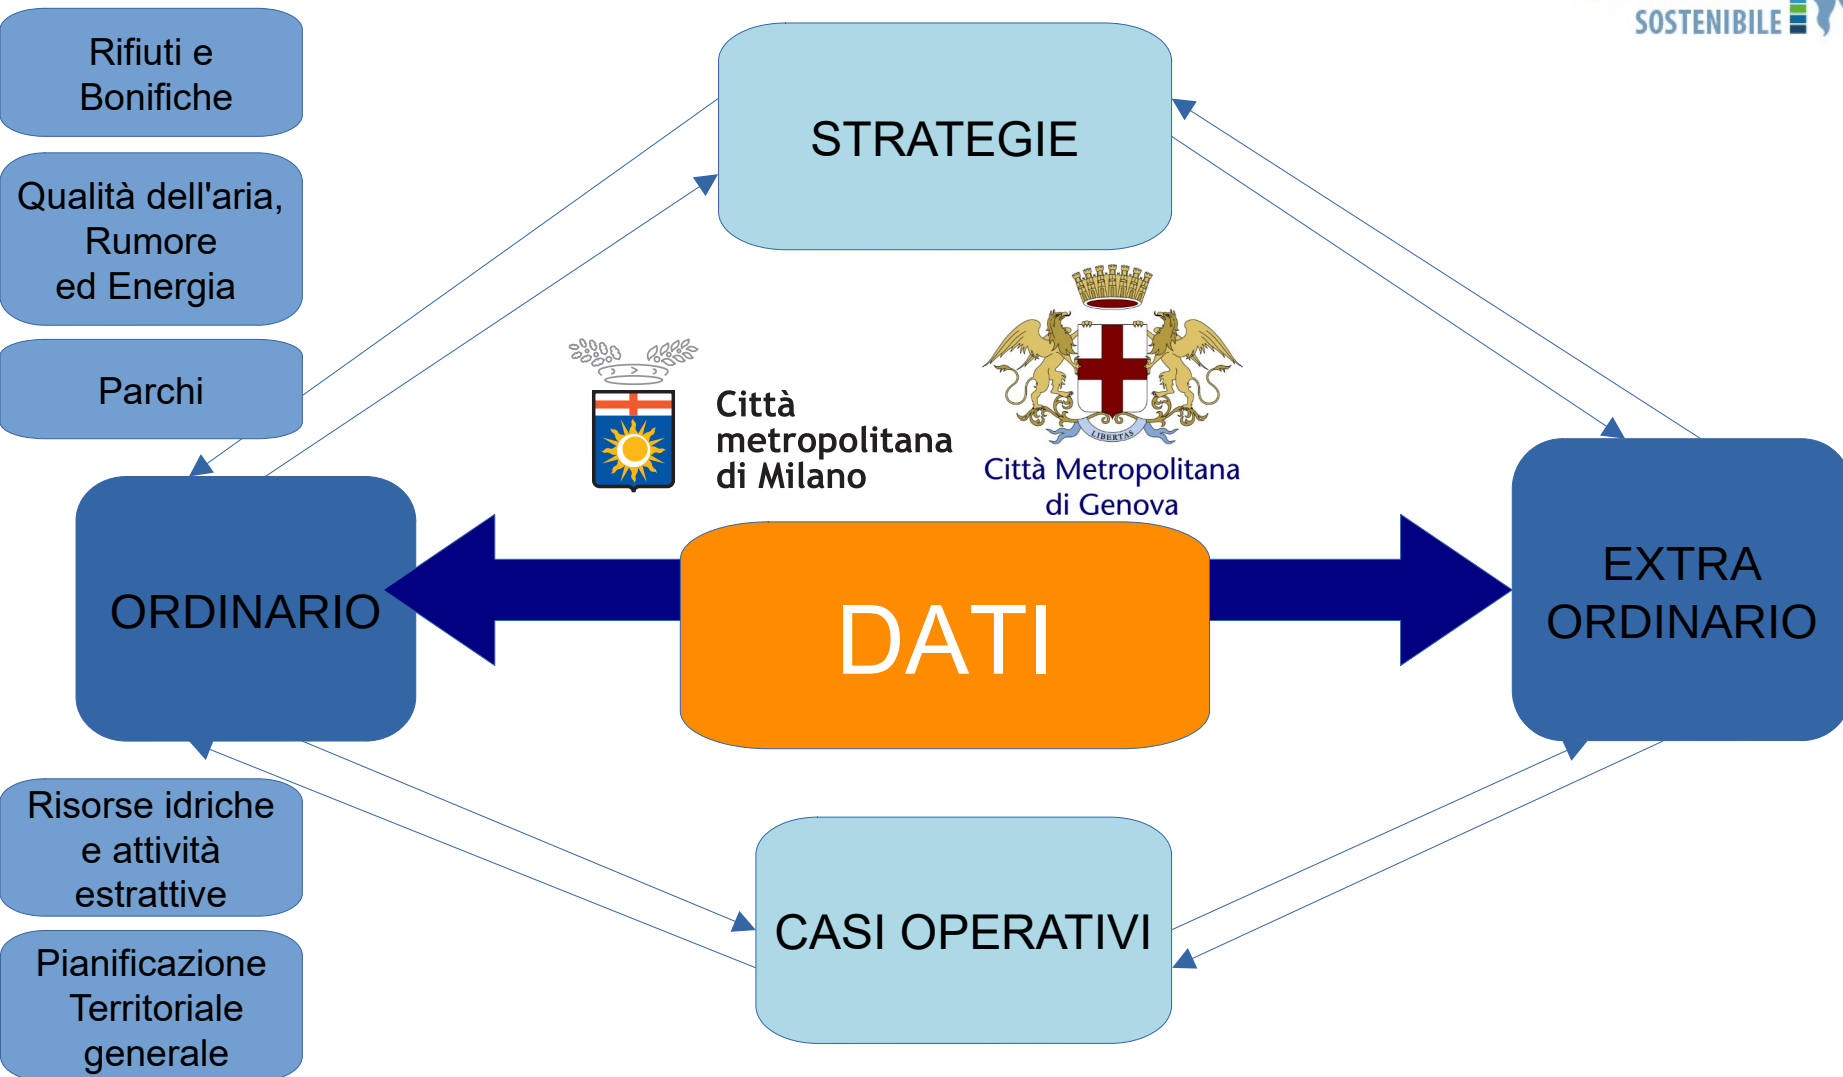 SOSTENIBILE
Rifiuti e
Bonifiche
Qualità dell'aria,
Rumore
ed Energia
Parchi
STRATEGIE
Città
metropolitana
di Milano
LIBERTAS
Città Metropolitana
di Genova
ORDINARIO
DATI
EXTRA
ORDINARIO
Risorse idriche
e attività
estrattive
CASI OPERATIVI
Pianificazione
Territoriale
generale